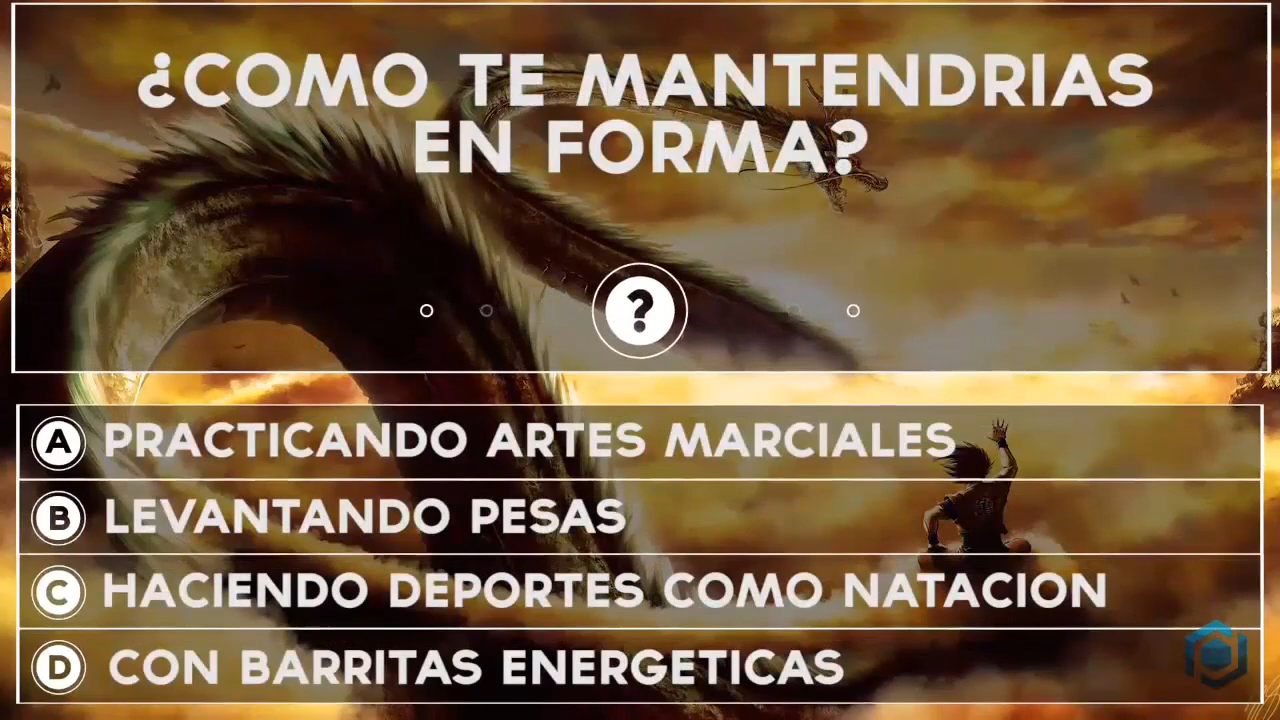 ¿COMO TE MANTENDRIAS
EN FORMA?
?
A PRACTICANDO ARTES MARCIALES
B LEVANTANDO PESAS
C HACIENDO DEPORTES COMO NATACION
D CON BARRITAS ENERGETICAS